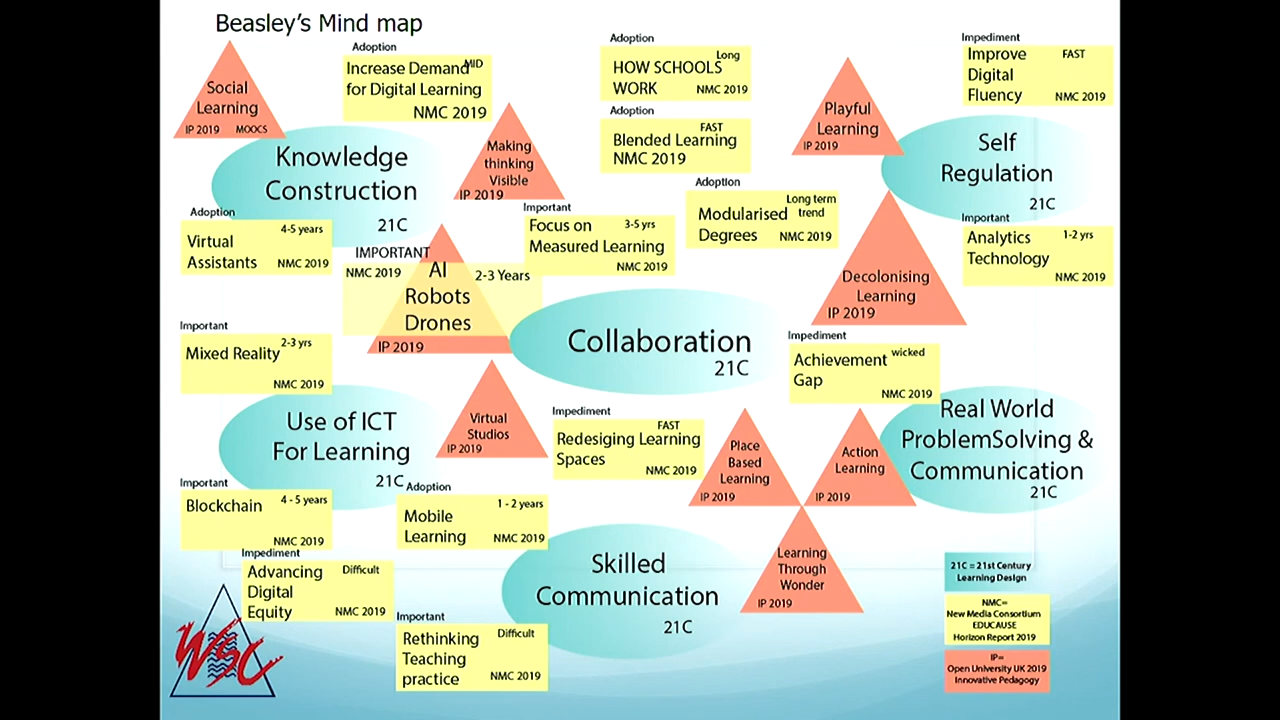 Beasley's Mind map
Social
Learning
IP 2019 MOOCS
Adoption
Increase Demand MID
for Digital Learning
NMC 2019
Adoption
Long
HOW SCHOOLS
WORK NMC 2019
Adoption
FAST
Blended Learning
NMC 2019
Playful
Learning
IP 2019
Impediment
Improve FAST
Digital
Fluency NMC 2019
Knowledge
Construction
21C
Making
thinking
Visible
IP 2019
Self
Regulation
21C
Adoption
Long term
Modularised trend
Degrees NMC 2019
Adoption
4-5 years
Virtual
Assistants NMC 2019
Important
Focus on 3-5 yrs
Measured Learning
NMC 2019
Important
Analytics 1-2 yrs
Technology
NMC 2019
IMPORTANT
NMC 2019
AI 2-3 Years
Robots
Drones
IP 2019
Decolonising
Learning
IP 2019
Collaboration
21C
Important
Mixed Reality 2-3 yrs
NMC 2019
Impediment
Achievement wicked
Gap
NMC 2019
Use of ICT
For Learning
21C
Virtual
Studios
IP 2019
Impediment
FAST
Redesiging Learning
Spaces
NMC 2019
Place
Based
Learning
IP 2019
Action
Learning
IP 2019
Real World
ProblemSolving &
Communication
21C
Important
Blockchain 4 - 5 years
NMC 2019
Adoption
1 - 2 years
Mobile
Learning NMC 2019
Impediment
Advancing Difficult
Digital
Equity NMC 2019
Skilled
Communication
21C
Learning
Through
Wonder
IP 2019
Important
Rethinking Difficult
Teaching
practice NMC 2019
WSC
21C = 21st Century
Learning Design
NMC=
New Media Consortium
EDUCAUSE
Horizon Report 2019
IP=
Open University UK 2019
Innovative Pedagogy